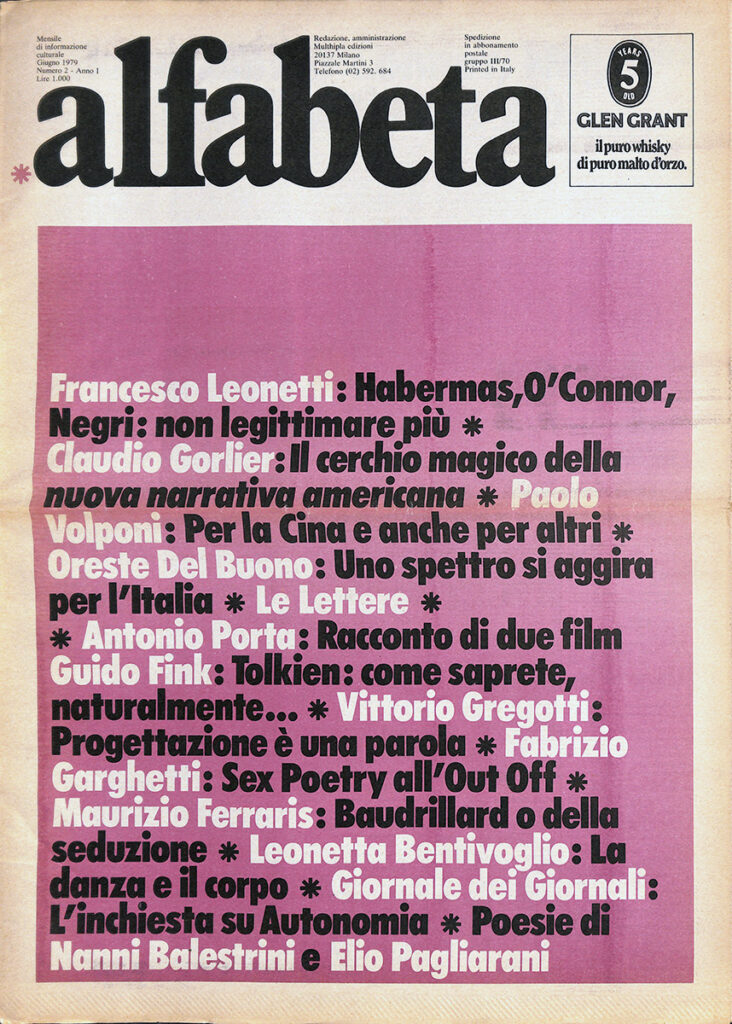 Mensile
di informazione
culturale
Giugno 1979
Numero 2 - Anno 1
Lire 1.000
Redazione, amministrazione
Multhipla edizioni
20137 Milano
Piazzale Martini 3
Telefono (02) 592. 684
Spedizione
in abbonamento
postale
gruppo III/70
Printed in Italy
*alfabeta
YEARS
5
OLD
GLEN GRANT
il puro whisky
di puro malto d'orzo.
Francesco Leonetti: Habermas,O'Connor,
Negri: non legittimare più *
Claudio Gorlier: Il cerchio magico della
nuova narrativa americana * Paolo
Volponi: Per la Cina e anche per altri *
Oreste Del Buono: Uno spettro si aggira
per l'Italia * Le Lettere *
* Antonio Porta: Racconto di due film
Guido Fink: Tolkien: come saprete,
naturalmente... * Vittorio Gregotti:
Progettazione è una parola * Fabrizio
Garghetti: Sex Poetry all'Out Off *
Maurizio Ferraris: Baudrillard o della
seduzione * Leonetta Bentivoglio: La
danza e il corpo * Giornale dei Giornali:
L'inchiesta su Autonomia * Poesie di
Nanni Balestrini e Elio Pagliarani